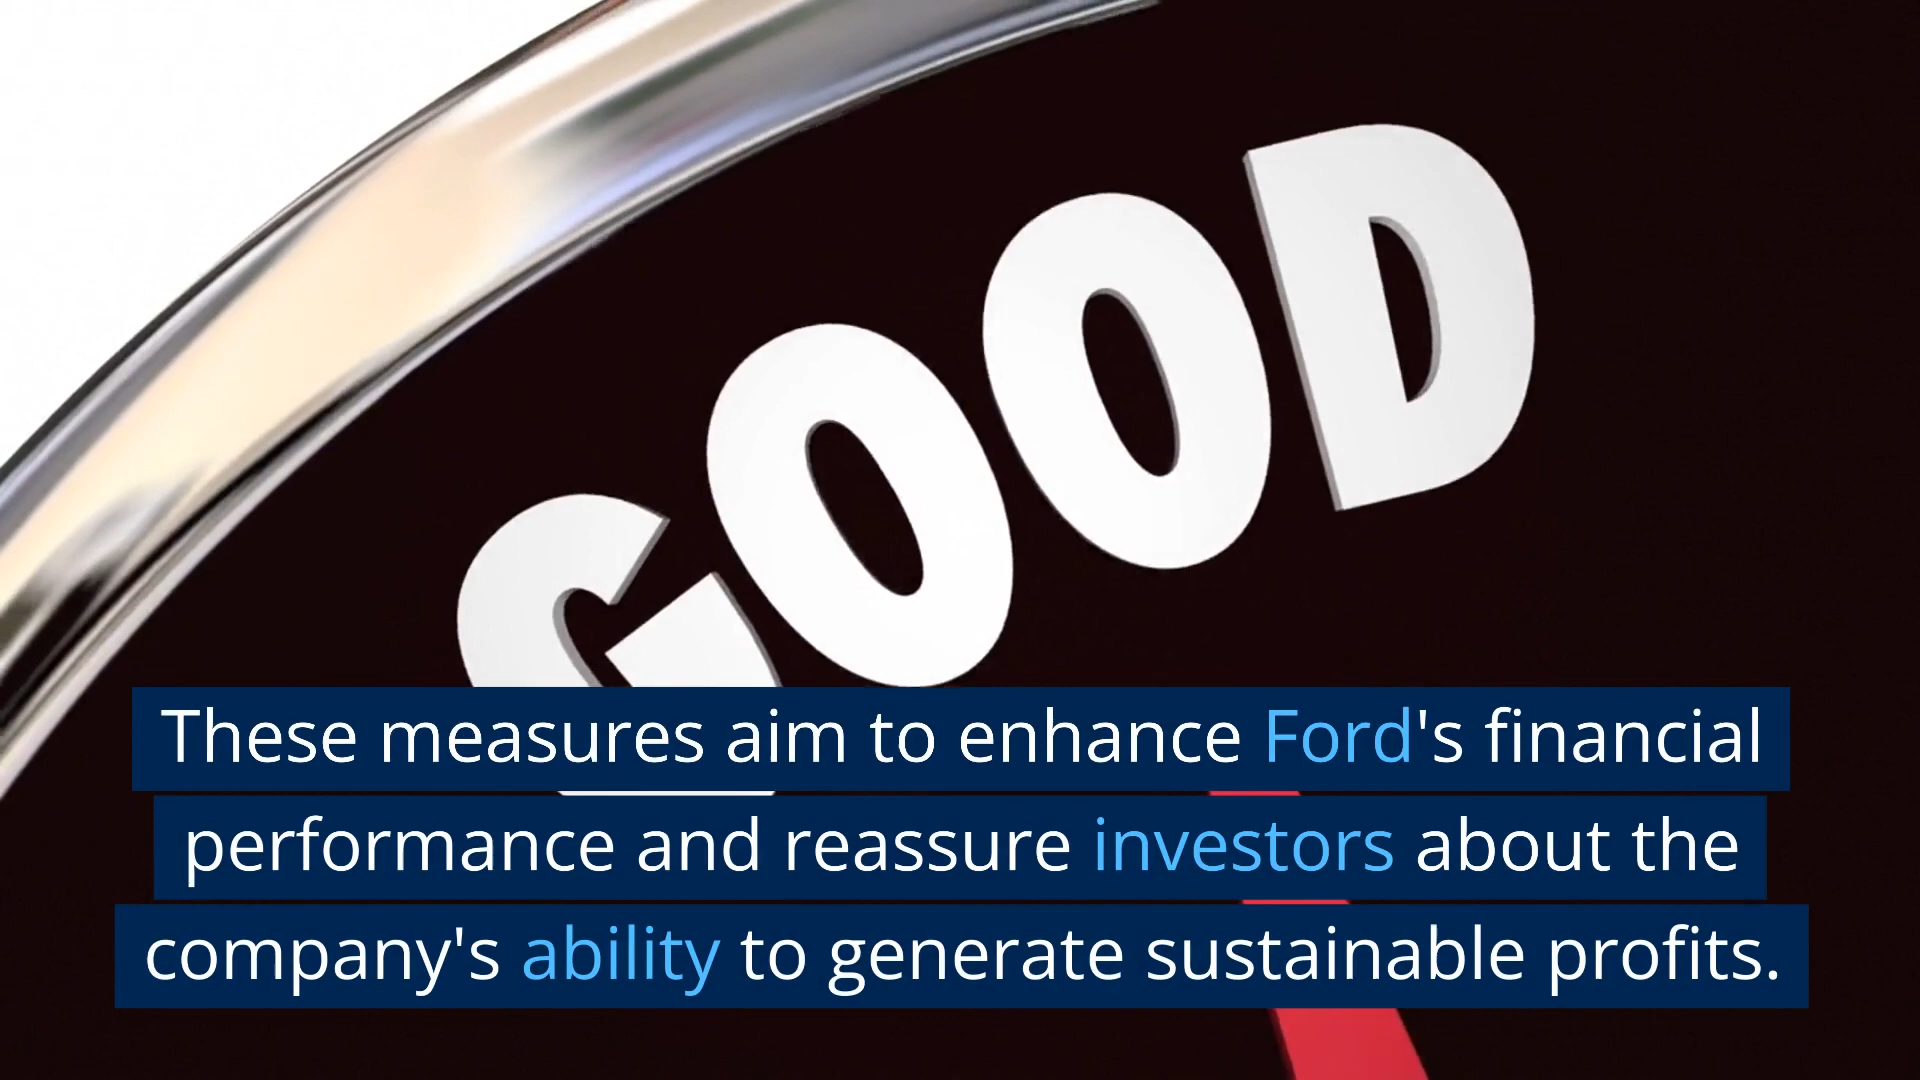 GOOD
These measures aim to enhance Ford's financial
performance and reassure investors about the
company's ability to generate sustainable profits.